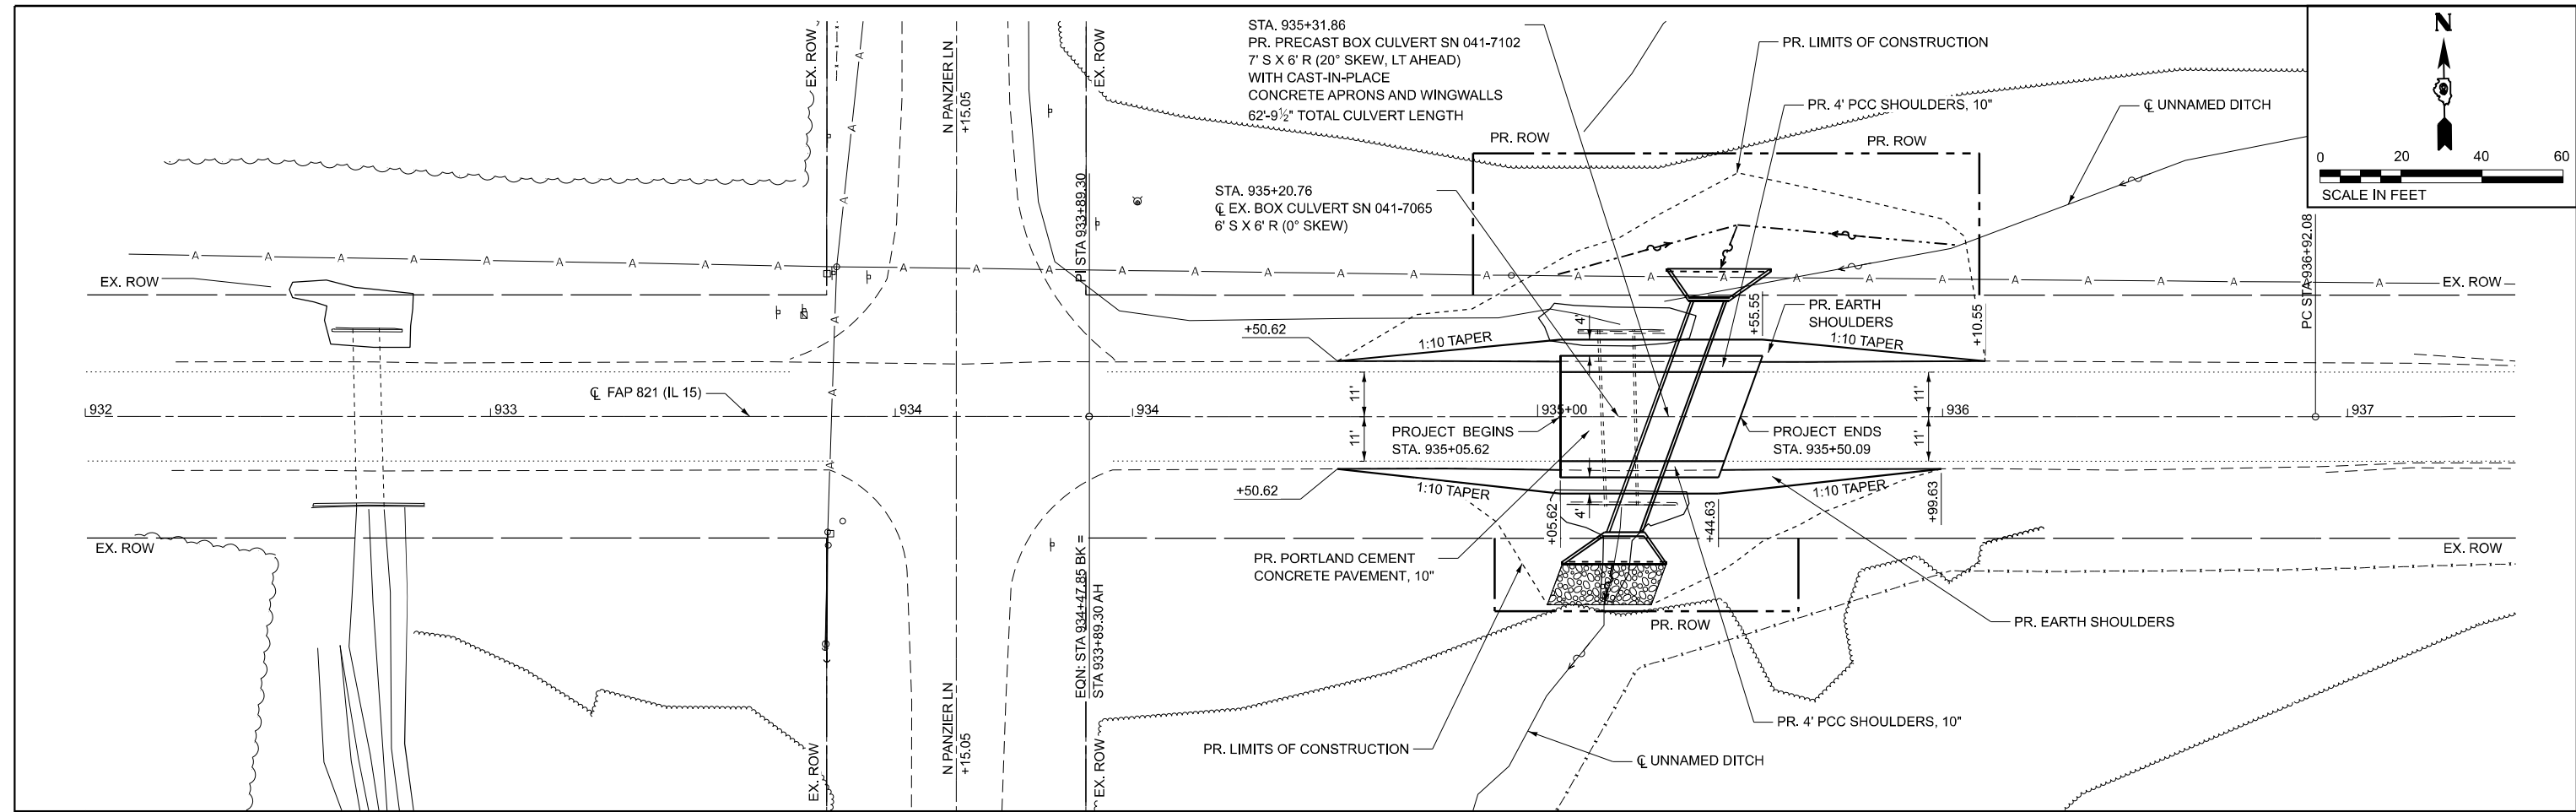 STA. 935+31.86
PR. PRECAST BOX CULVERT SN 041-7102
7' S X 6' R (20° SKEW, LT AHEAD)
WITH CAST-IN-PLACE
CONCRETE APRONS AND WINGWALLS
62'-9½" TOTAL CULVERT LENGTH
PR. LIMITS OF CONSTRUCTION
PR. 4' PCC SHOULDERS, 10"
℄ UNNAMED DITCH
N
0 20 40 60
SCALE IN FEET
EX. ROW
N PANZIER LN
+15.05
EX. ROW
PI STA 933+89.30
PR. ROW
PR. ROW
STA. 935+20.76
℄ EX. BOX CULVERT SN 041-7065
6' S X 6' R (0° SKEW)
PC STA 936+92.08
A A A A A A A A A A A A A A A A A A A A A A A A A A
EX. ROW
EX. ROW
+50.62
1:10 TAPER
4'
+55.55
PR. EARTH
SHOULDERS
1:10 TAPER
+10.55
℄ FAP 821 (IL 15)
932
933
934
934
935+00
936
937
11'
11'
11'
11'
PROJECT BEGINS
STA. 935+05.62
PROJECT ENDS
STA. 935+50.09
+50.62
1:10 TAPER
+05.62
4'
+44.63
1:10 TAPER
+99.63
EX. ROW
EX. ROW
PR. PORTLAND CEMENT
CONCRETE PAVEMENT, 10"
EQN: STA 934+47.85 BK =
STA 933+89.30 AH
PR. ROW
PR. EARTH SHOULDERS
EX. ROW
N PANZIER LN
+15.05
EX. ROW
PR. LIMITS OF CONSTRUCTION
PR. 4' PCC SHOULDERS, 10"
℄ UNNAMED DITCH